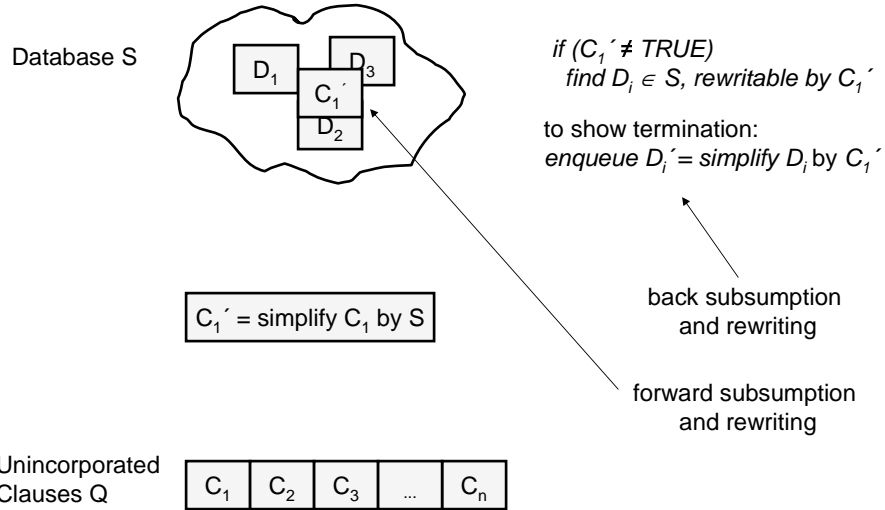 Database S
D1
D3
C1´
D2
if (C1´ ≠ TRUE)
find Di ∈ S, rewritable by C1´
to show termination:
enqueue Di´ = simplify Di by C1´
C1´ = simplify C1 by S
back subsumption
and rewriting
forward subsumption
and rewriting
Unincorporated
Clauses Q
C1 C2 C3 ... Cn